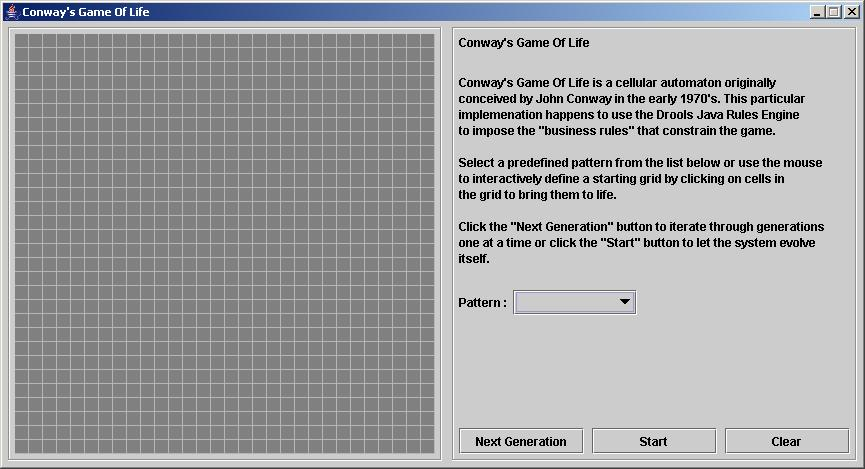 Conway's Game Of Life
Conway's Game Of Life
Conway's Game Of Life is a cellular automaton originally
conceived by John Conway in the early 1970's. This particular
implemenation happens to use the Drools Java Rules Engine
to impose the "business rules" that constrain the game.
Select a predefined pattern from the list below or use the mouse
to interactively define a starting grid by clicking on cells in
the grid to bring them to life.
Click the "Next Generation" button to iterate through generations
one at a time or click the "Start" button to let the system evolve
itself.
Pattern :
Next Generation
Start
Clear